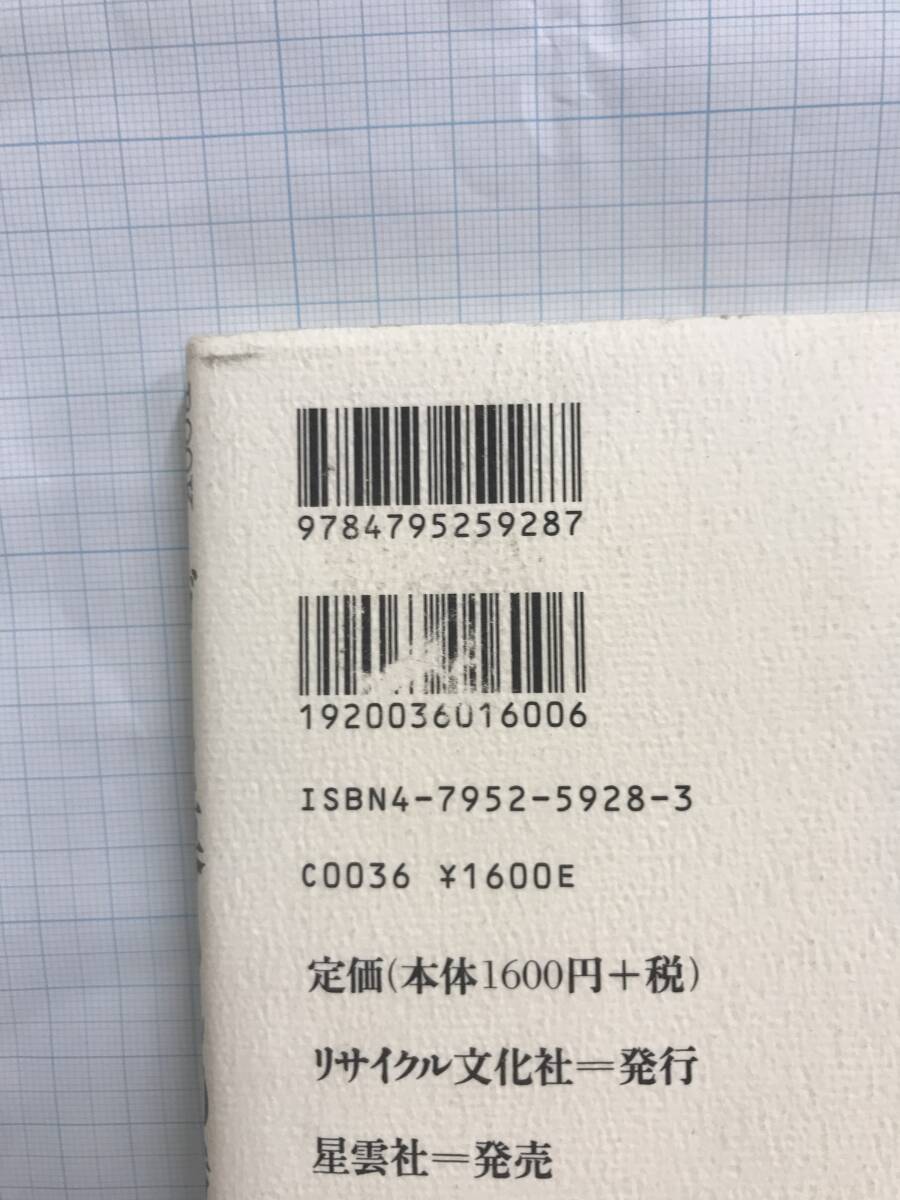 9784795259287
1920036016006
ISBN4-7952-5928-3
C0036 ¥1600E
定価(本体1600円+税)
リサイクル文化社=発行
星雲社=発売